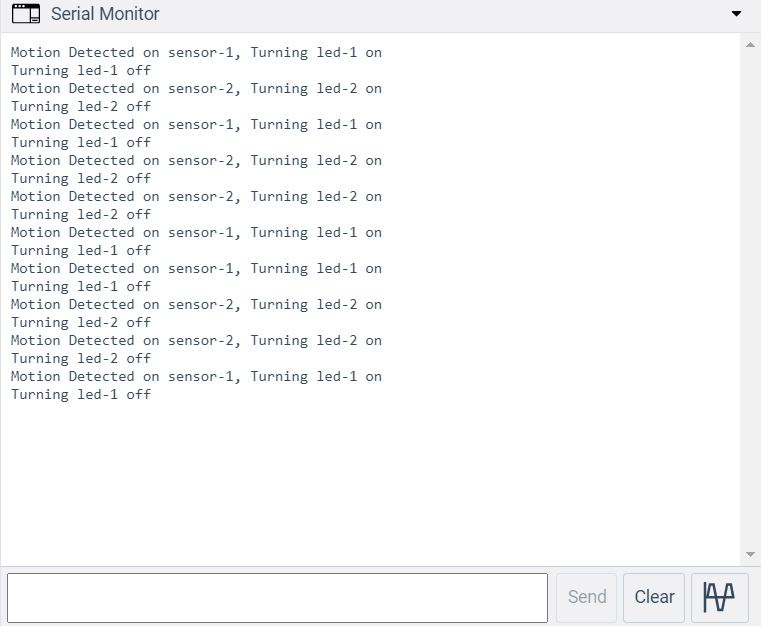 Serial Monitor
Motion Detected on sensor-1, Turning led-1 on
Turning led-1 off
Motion Detected on sensor-2, Turning led-2 on
Turning led-2 off
Motion Detected on sensor-1, Turning led-1 on
Turning led-1 off
Motion Detected on sensor-2, Turning led-2 on
Turning led-2 off
Motion Detected on sensor-2, Turning led-2 on
Turning led-2 off
Motion Detected on sensor-1, Turning led-1 on
Turning led-1 off
Motion Detected on sensor-1, Turning led-1 on
Turning led-1 off
Motion Detected on sensor-2, Turning led-2 on
Turning led-2 off
Motion Detected on sensor-2, Turning led-2 on
Turning led-2 off
Motion Detected on sensor-1, Turning led-1 on
Turning led-1 off
Send Clear